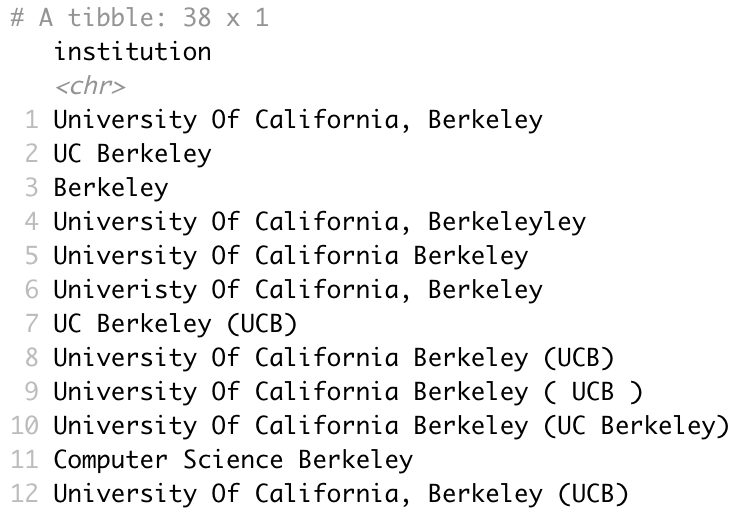 # A tibble: 38 x 1
institution
<chr>
1 University Of California, Berkeley
2 UC Berkeley
3 Berkeley
4 University Of California, Berkeleyley
5 University Of California Berkeley
6 Univeristy Of California, Berkeley
7 UC Berkeley (UCB)
8 University Of California Berkeley (UCB)
9 University Of California Berkeley ( UCB )
10 University Of California Berkeley (UC Berkeley)
11 Computer Science Berkeley
12 University Of California, Berkeley (UCB)